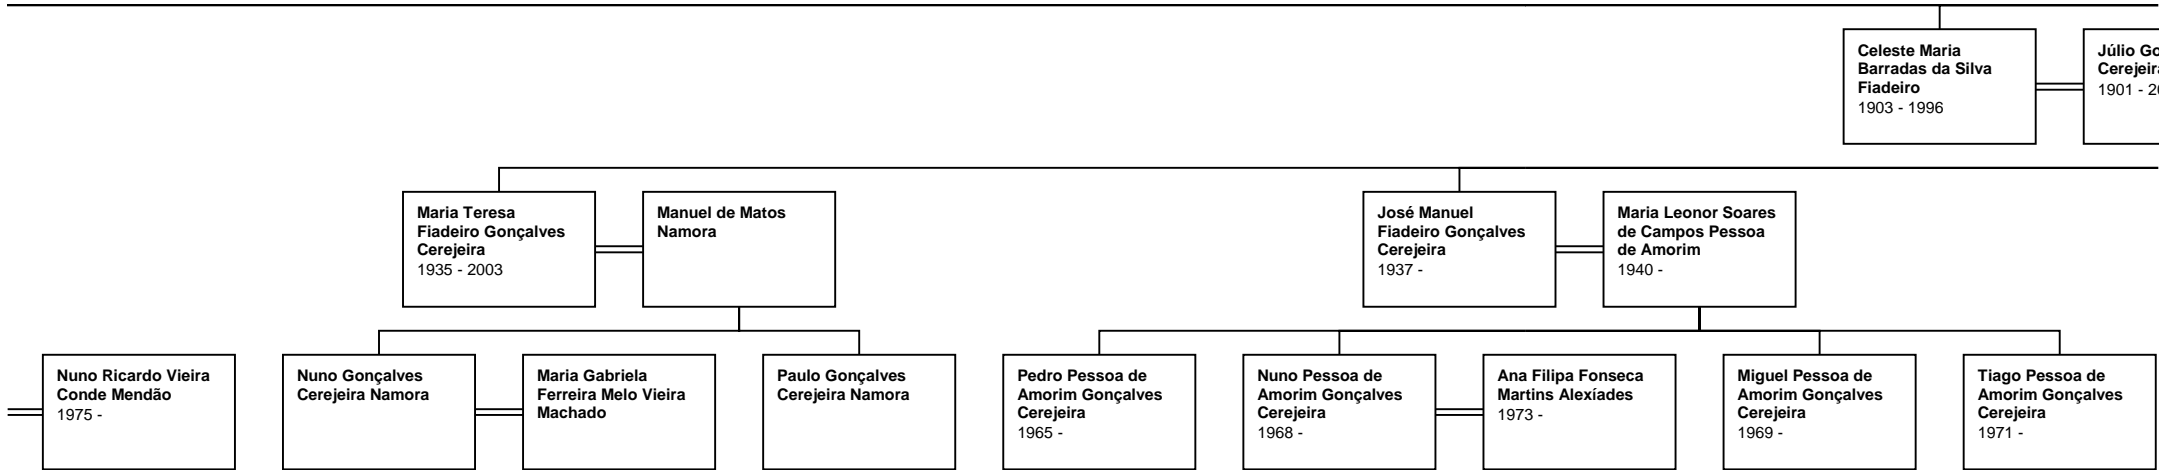 Celeste Maria
Barradas da Silva
Fiadeiro
1903 - 1996
Júlio
1901 -
Maria Teresa
Fiadeiro Gonçalves
Cerejeira
1935 - 2003
Manuel de Matos
Namora
José Manuel
Fiadeiro Gonçalves
Cerejeira
1937 -
Maria Leonor Soares
de Campos Pessoa
de Amorim
1940 -
Nuno Ricardo Vieira
Conde Mendão
1975 -
Nuno Gonçalves
Cerejeira Namora
Maria Gabriela
Ferreira Melo Vieira
Machado
Paulo Gonçalves
Cerejeira Namora
Pedro Pessoa de
Amorim Gonçalves
Cerejeira
1965 -
Nuno Pessoa de
Amorim Gonçalves
Cerejeira
1968 -
Ana Filipa Fonseca
Martins Alexíades
1973 -
Miguel Pessoa de
Amorim Gonçalves
Cerejeira
1969 -
Tiago Pessoa de
Amorim Gonçalves
Cerejeira
1971 -